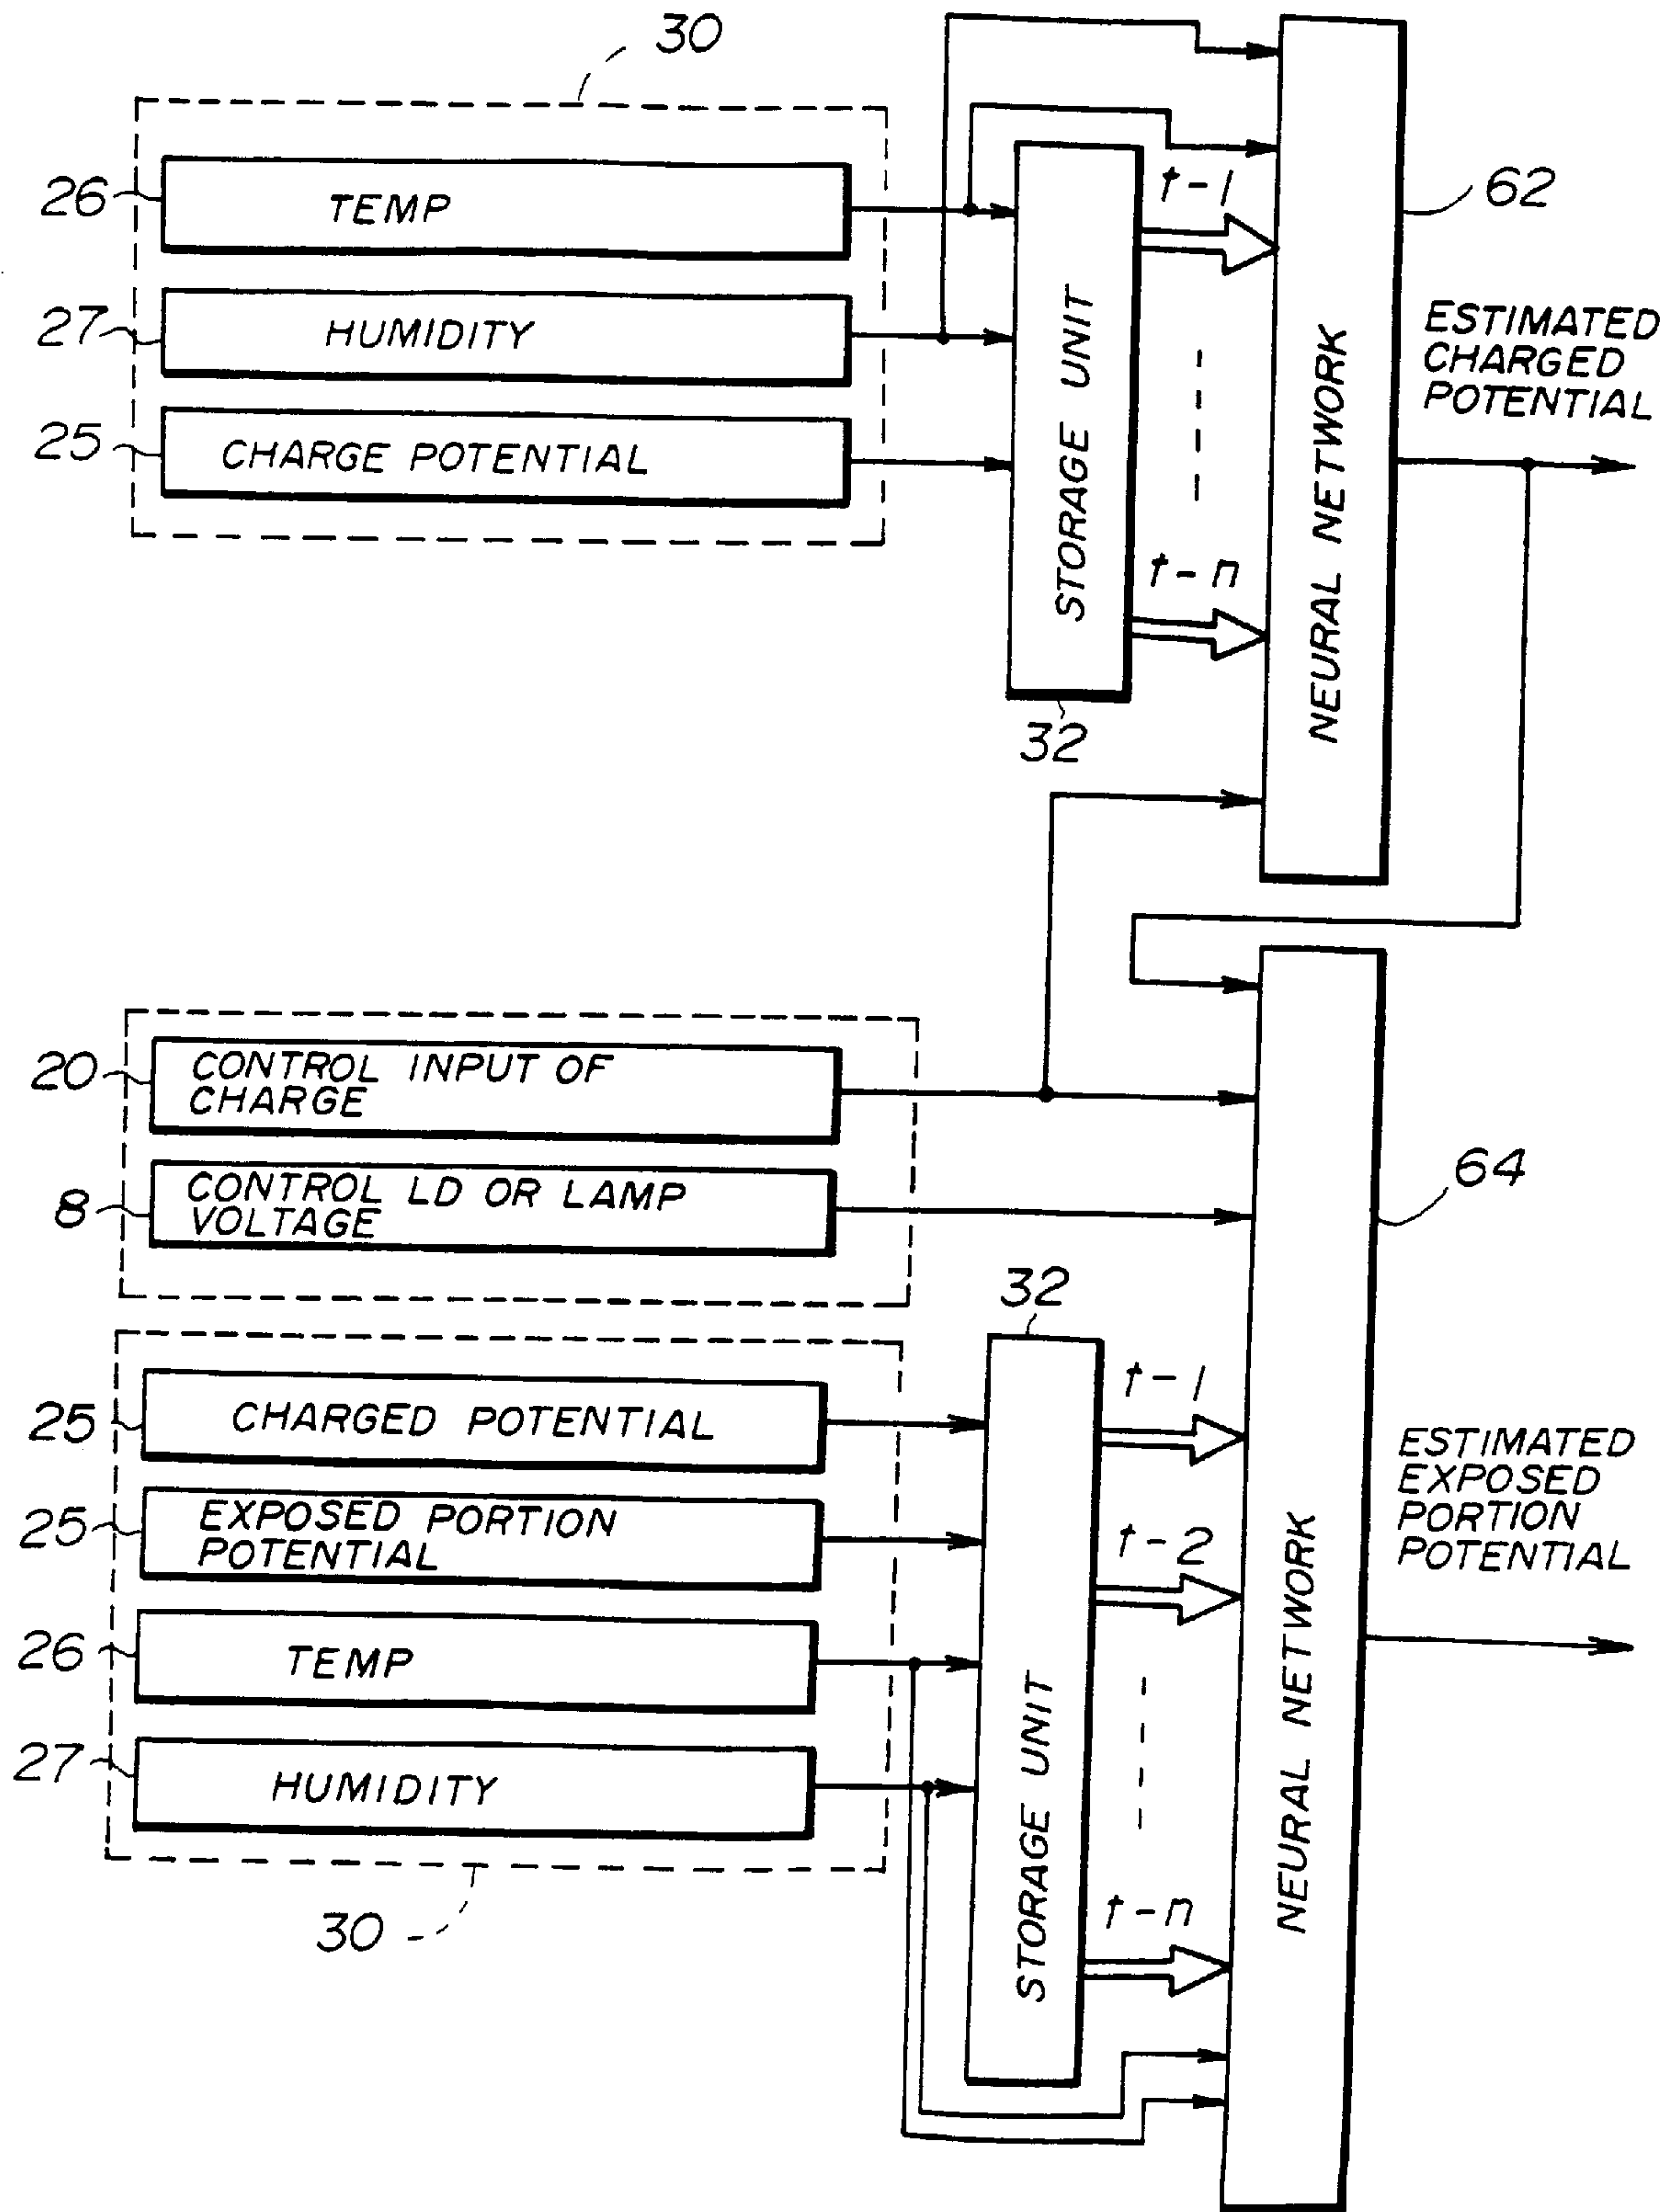 30
26
TEMP
27
HUMIDITY
25
CHARGE POTENTIAL
STORAGE UNIT
32
t-1
t-n
NEURAL NETWORK
62
ESTIMATED
CHARGED
POTENTIAL
20
CONTROL INPUT OF
CHARGE
8
CONTROL LD OR LAMP
VOLTAGE
64
32
25
CHARGED POTENTIAL
25
EXPOSED PORTION
POTENTIAL
26
TEMP
27
HUMIDITY
30
STORAGE UNIT
t-1
t-2
t-n
NEURAL NETWORK
ESTIMATED
EXPOSED
PORTION
POTENTIAL